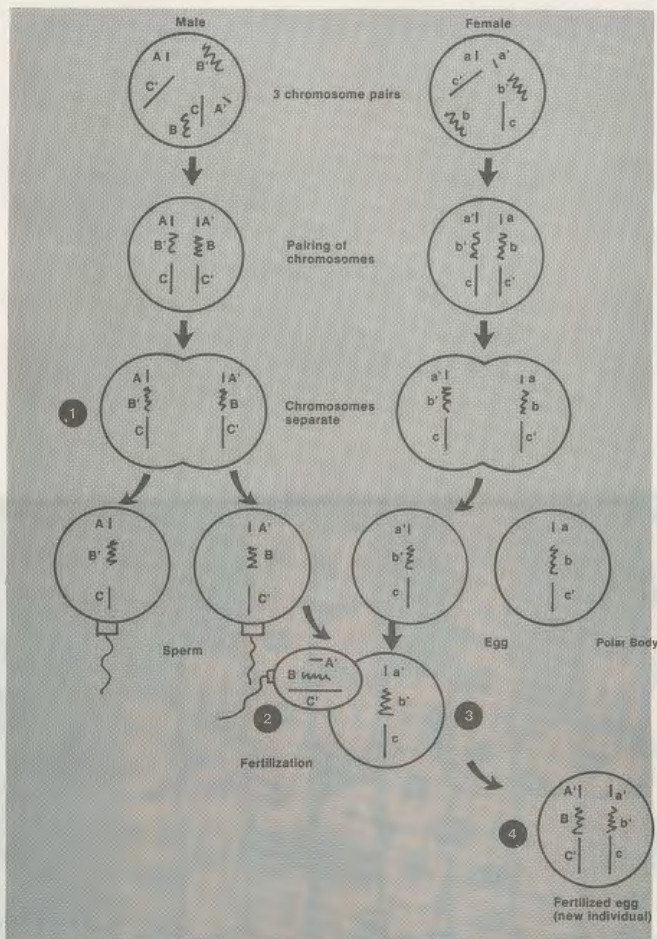 Male
Female
A
B'
C'
C
A'
B
a
a'
c'
b'
b
c
3 chromosome pairs
A
A'
B'
B
C
C'
a'
a
b'
b
c
c'
Pairing of
chromosomes
1
A
A'
B'
B
C
C'
Chromosomes
separate
a'
a
b'
b
c
c'
A
B'
C
A'
B
C'
a'
b'
c
a
b
c'
Sperm
Egg
Polar Body
A'
B
C'
a'
b'
c
2
3
Fertilization
4
A'
a'
B
b'
C'
c
Fertilized egg
(new individual)